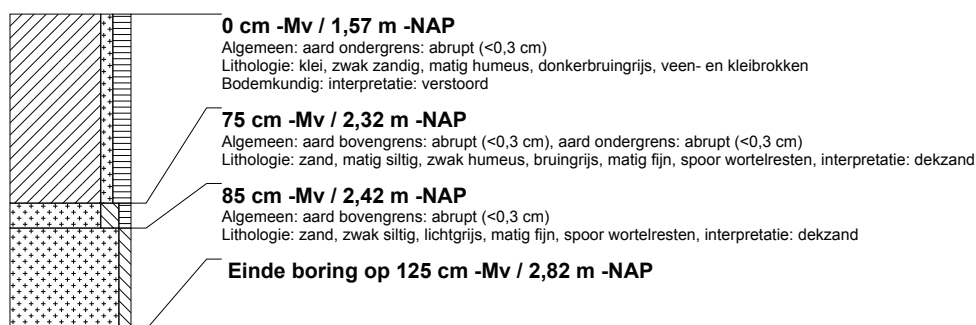 0 cm -Mv / 1,57 m -NAP
Algemeen: aard ondergrens: abrupt (<0,3 cm)
Lithologie: klei, zwak zandig, matig humeus, donkerbruingrijs, veen- en kleibrokken
Bodemkundig: interpretatie: verstoord
75 cm -Mv / 2,32 m -NAP
Algemeen: aard bovengrens: abrupt (<0,3 cm), aard ondergrens: abrupt (<0,3 cm)
Lithologie: zand, matig siltig, zwak humeus, bruingrijs, matig fijn, spoor wortelresten, interpretatie: dekzand
85 cm -Mv / 2,42 m -NAP
Algemeen: aard bovengrens: abrupt (<0,3 cm)
Lithologie: zand, zwak siltig, lichtgrijs, matig fijn, spoor wortelresten, interpretatie: dekzand
Einde boring op 125 cm -Mv / 2,82 m -NAP